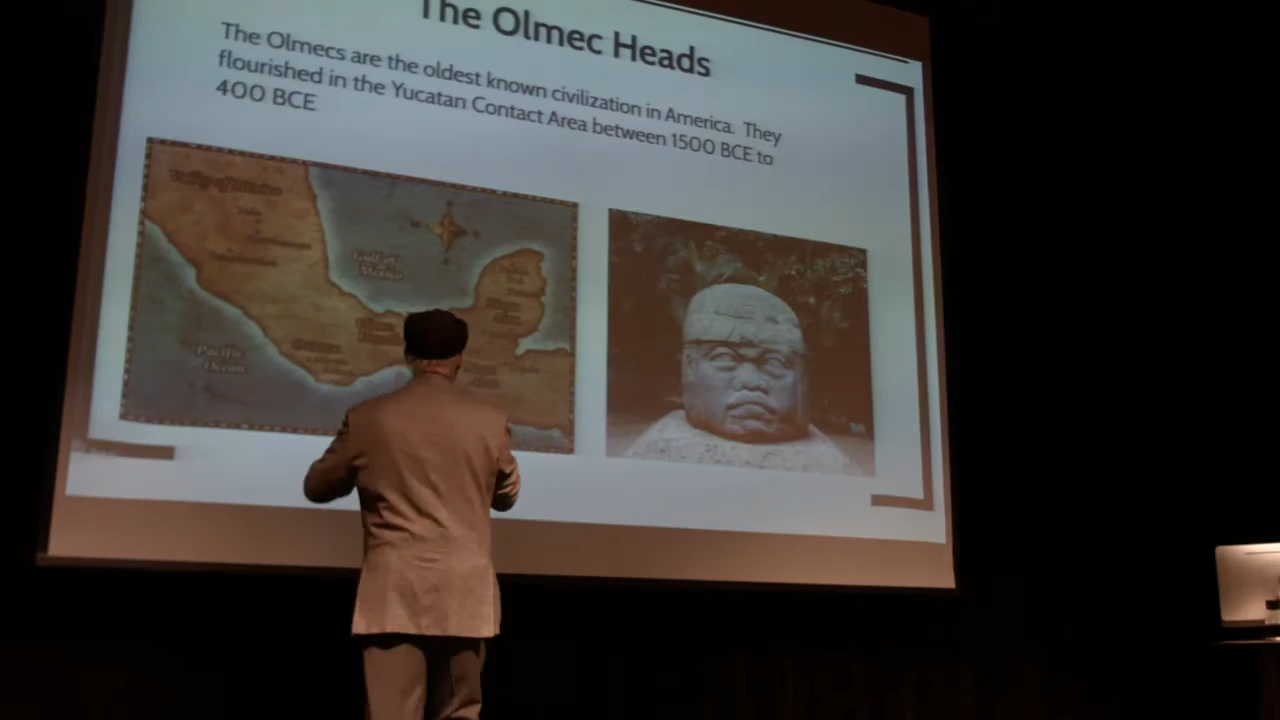 The Olmec Heads
The Olmecs are the oldest known civilization in America. They
flourished in the Yucatan Contact Area between 1500 BCE to
400 BCE
Gulf of
Mexico
Pacific
Ocean